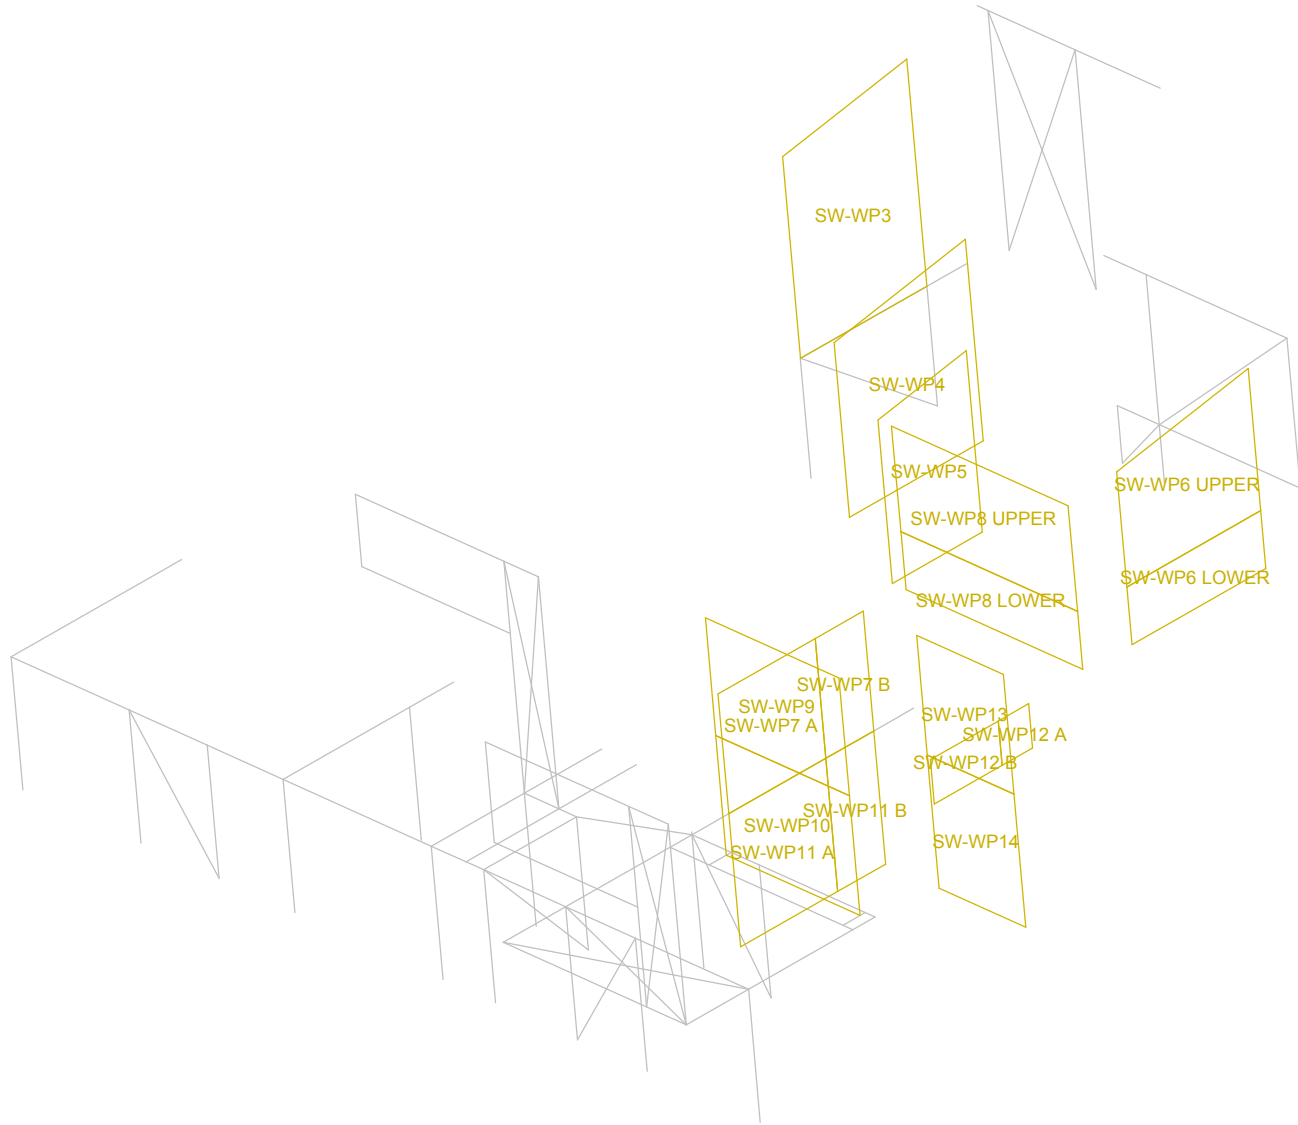 SW-WP3
SW-WP4
SW-WP5
SW-WP6 UPPER
SW-WP8 UPPER
SW-WP6 LOWER
SW-WP8 LOWER
SW-WP7 B
SW-WP9
SW-WP13
SW-WP7 A
SW-WP12 A
SW-WP12 B
SW-WP11 B
SW-WP10
SW-WP14
SW-WP11 A